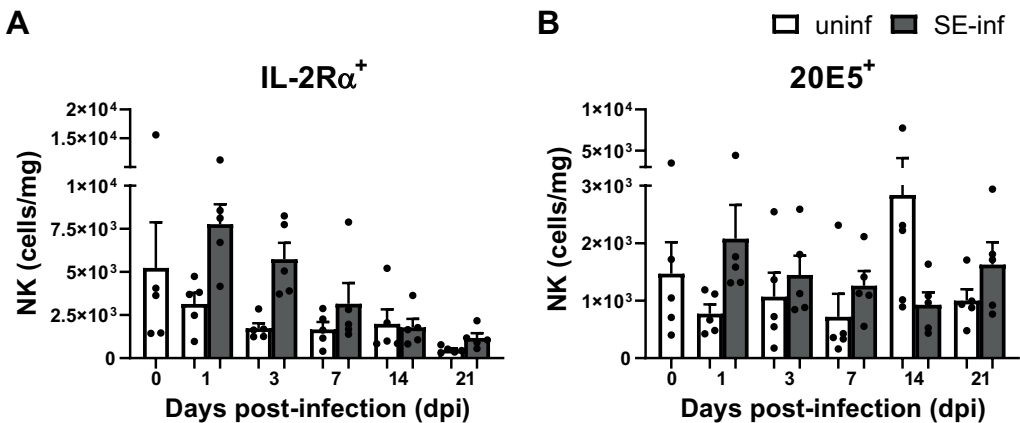 A
IL-2Rα⁺
NK (cells/mg)
2×10⁴
1.5×10⁴
1×10⁴
7.5×10³
5×10³
2.5×10³
0
0 1 3 7 14 21
Days post-infection (dpi)
B
uninf SE-inf
20E5⁺
NK (cells/mg)
1×10⁴
5×10³
3×10³
2×10³
1×10³
0
0 1 3 7 14 21
Days post-infection (dpi)